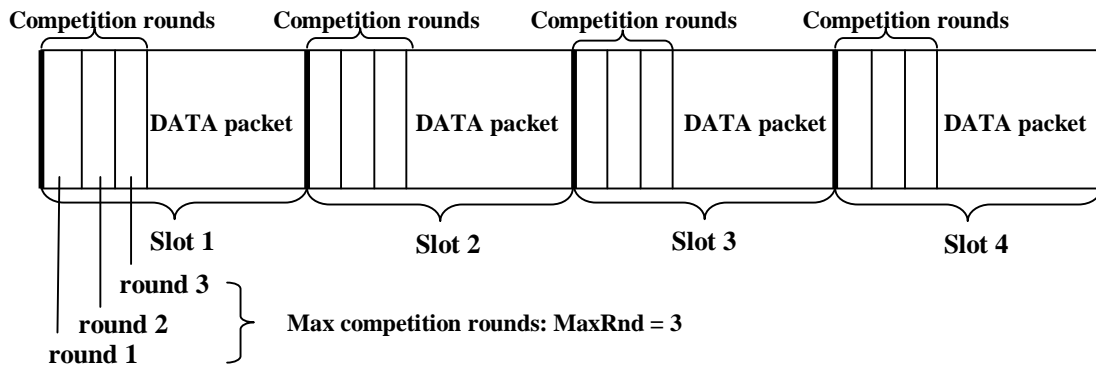 Competition rounds Competition rounds Competition rounds Competition rounds
DATA packet DATA packet DATA packet DATA packet
Slot 1 Slot 2 Slot 3 Slot 4
round 3
round 2 Max competition rounds: MaxRnd = 3
round 1